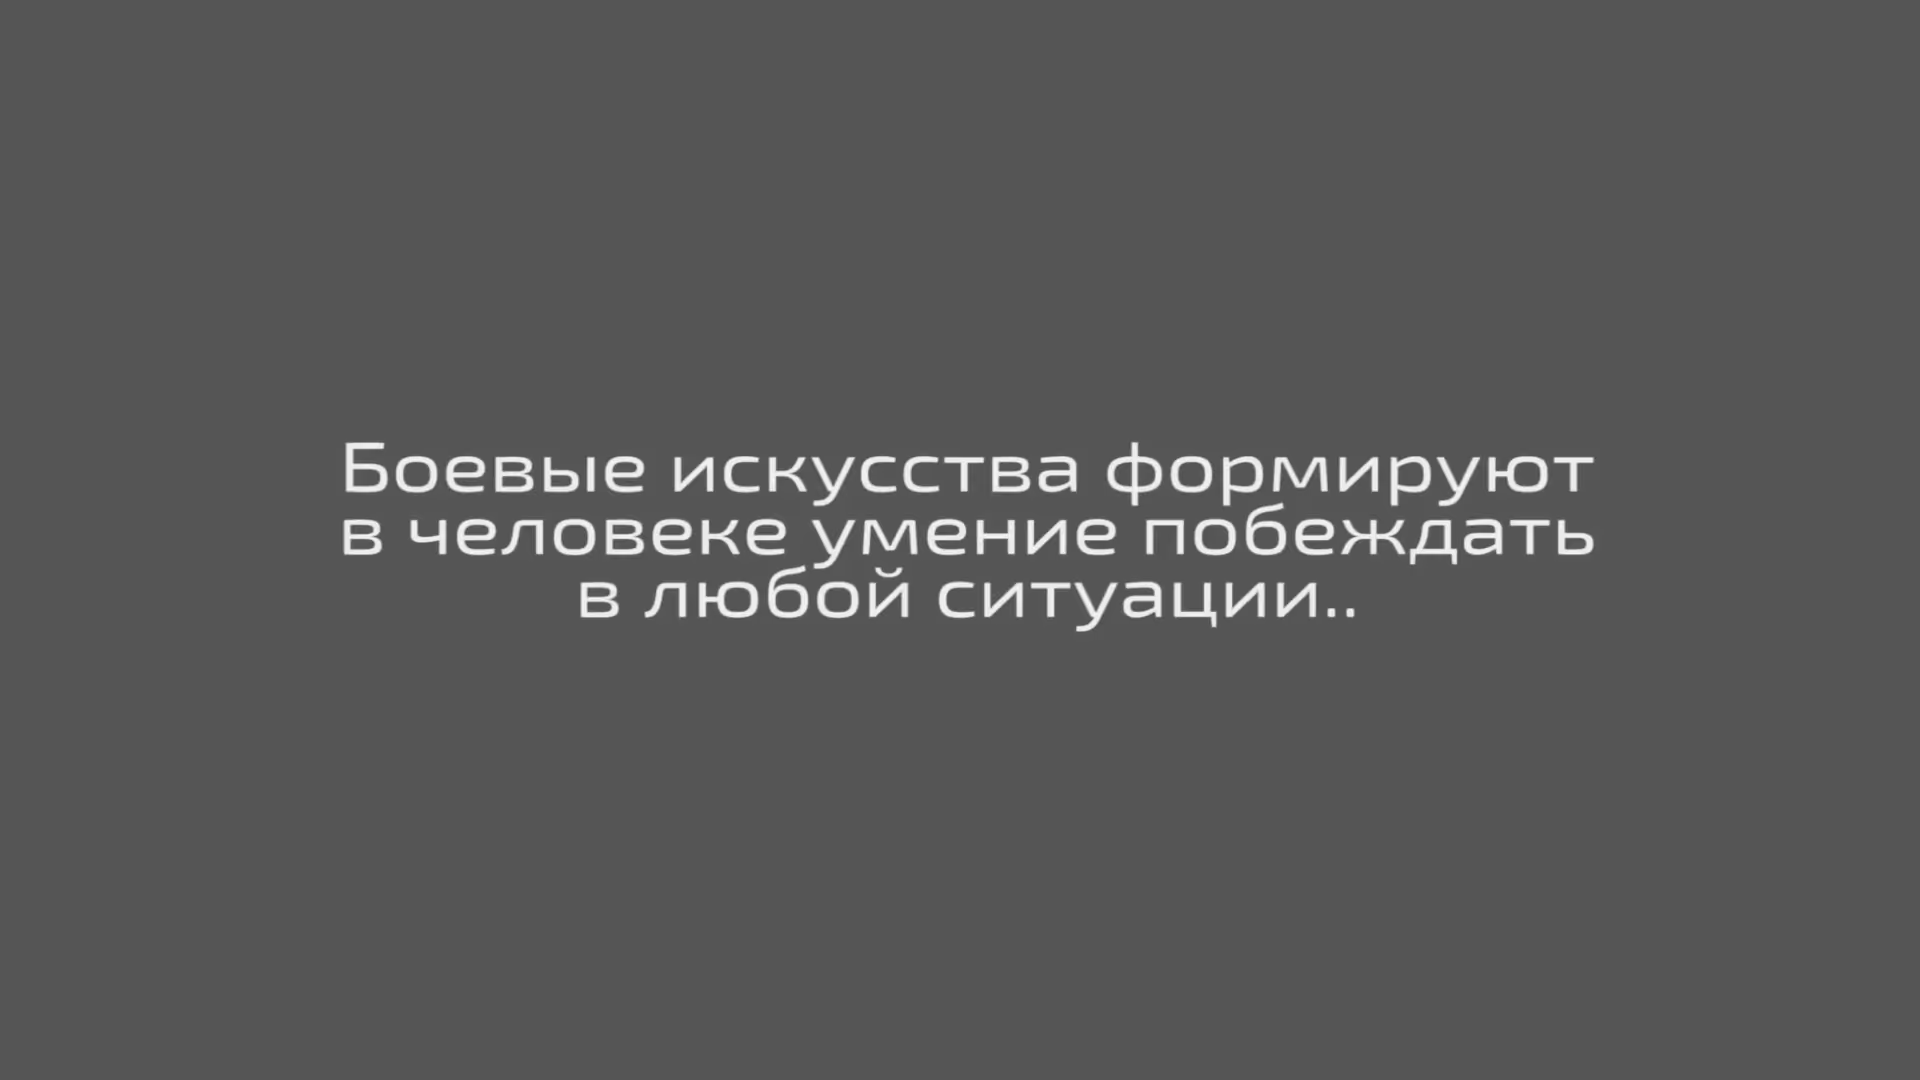 Боевые искусства формируют
в человеке умение побеждать
в любой ситуации..